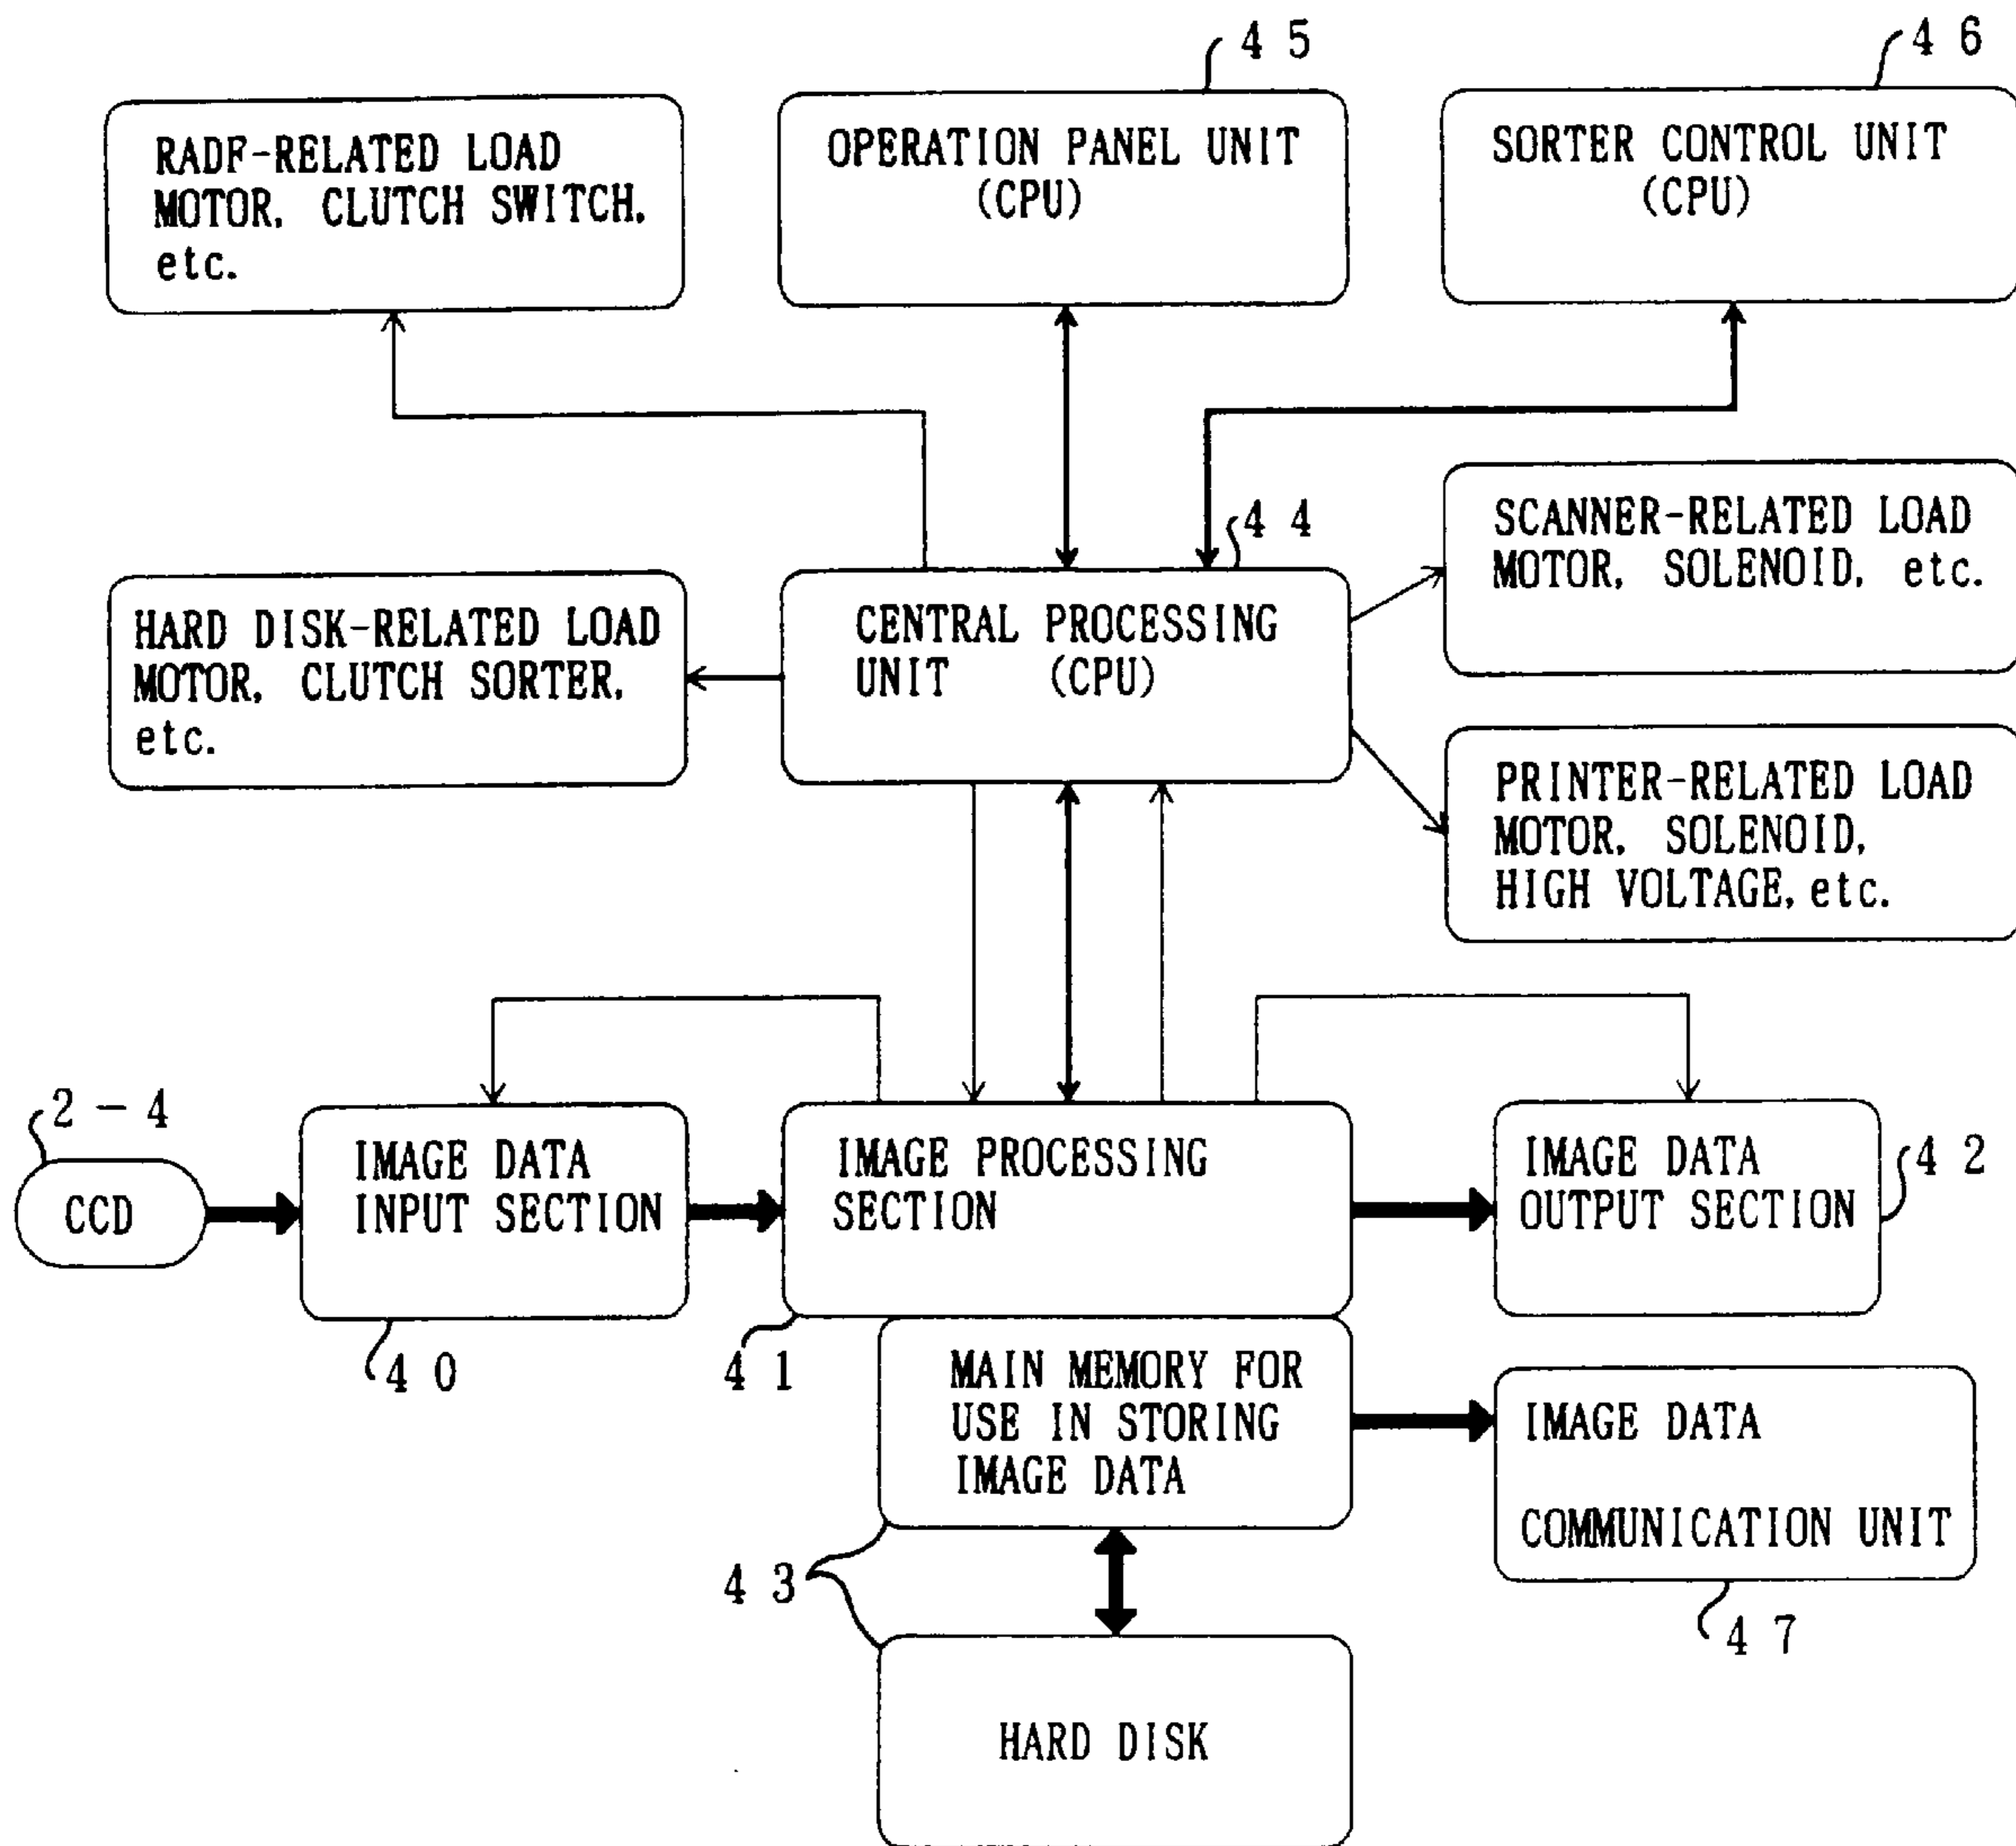 45
46
RADF-RELATED LOAD
MOTOR, CLUTCH SWITCH,
etc.
OPERATION PANEL UNIT
(CPU)
SORTER CONTROL UNIT
(CPU)
44
HARD DISK-RELATED LOAD
MOTOR, CLUTCH SORTER,
etc.
CENTRAL PROCESSING
UNIT (CPU)
SCANNER-RELATED LOAD
MOTOR, SOLENOID, etc.
PRINTER-RELATED LOAD
MOTOR, SOLENOID,
HIGH VOLTAGE, etc.
2-4
CCD
IMAGE DATA
INPUT SECTION
40
IMAGE PROCESSING
SECTION
41
IMAGE DATA
OUTPUT SECTION
42
MAIN MEMORY FOR
USE IN STORING
IMAGE DATA
43
IMAGE DATA
COMMUNICATION UNIT
47
HARD DISK